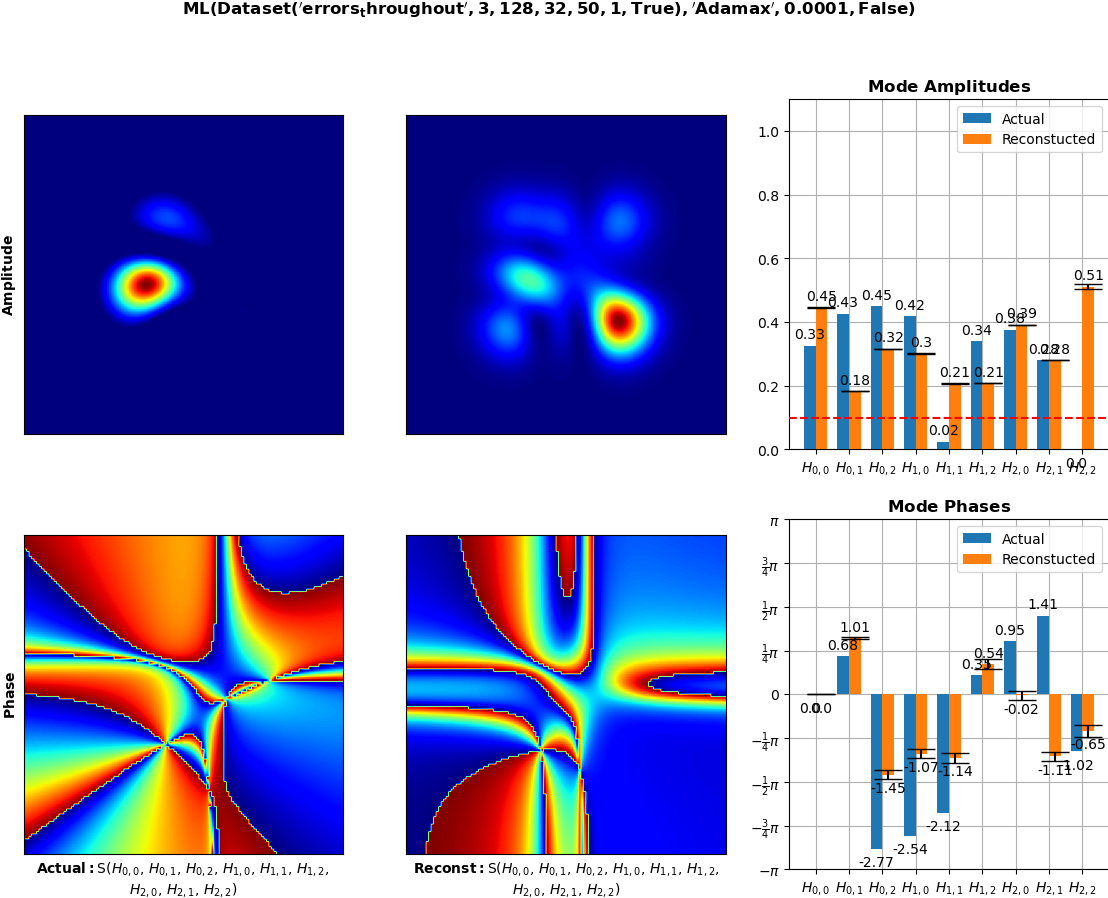 ML(Dataset('errors_throughout', 3, 128, 32, 50, 1, True), 'Adamax', 0.0001, False)
Amplitude
Mode Amplitudes
Actual
Reconstucted
1.0
0.8
0.6
0.4
0.2
0.0
0.33
0.45
0.43
0.18
0.45
0.32
0.42
0.3
0.02
0.21
0.34
0.21
0.38
0.39
0.28
0.28
0.0
0.51
H0,0 H0,1 H0,2 H1,0 H1,1 H1,2 H2,0 H2,1 H2,2
Phase
Mode Phases
Actual
Reconstucted
π
3/4π
1/2π
1/4π
0
−1/4π
−1/2π
−3/4π
−π
0.0
0.0
0.68
1.01
-2.77
-1.45
-2.54
-1.07
-2.12
-1.14
0.35
0.54
0.95
-0.02
1.41
-1.11
-1.02
-0.65
H0,0 H0,1 H0,2 H1,0 H1,1 H1,2 H2,0 H2,1 H2,2
Actual: S(H0,0, H0,1, H0,2, H1,0, H1,1, H1,2,
H2,0, H2,1, H2,2)
Reconst: S(H0,0, H0,1, H0,2, H1,0, H1,1, H1,2,
H2,0, H2,1, H2,2)